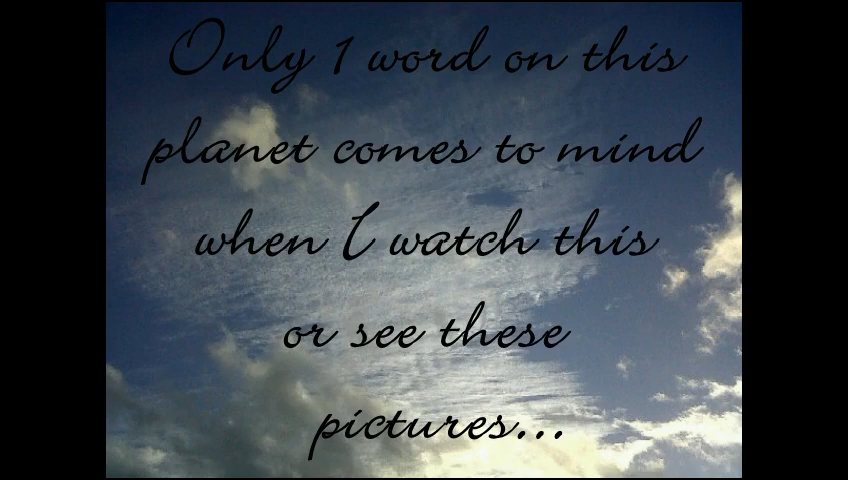 Only 1 word on this
planet comes to mind
when I watch this
or see these
pictures...